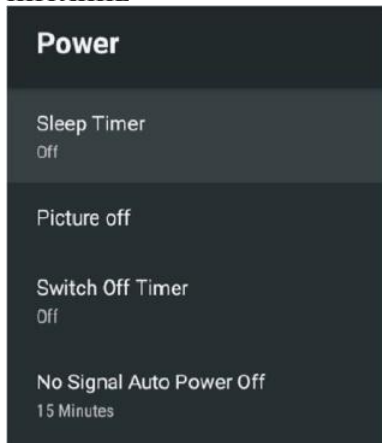 Power
Sleep Timer
Off
Picture off
Switch Off Timer
Off
No Signal Auto Power Off
15 Minutes